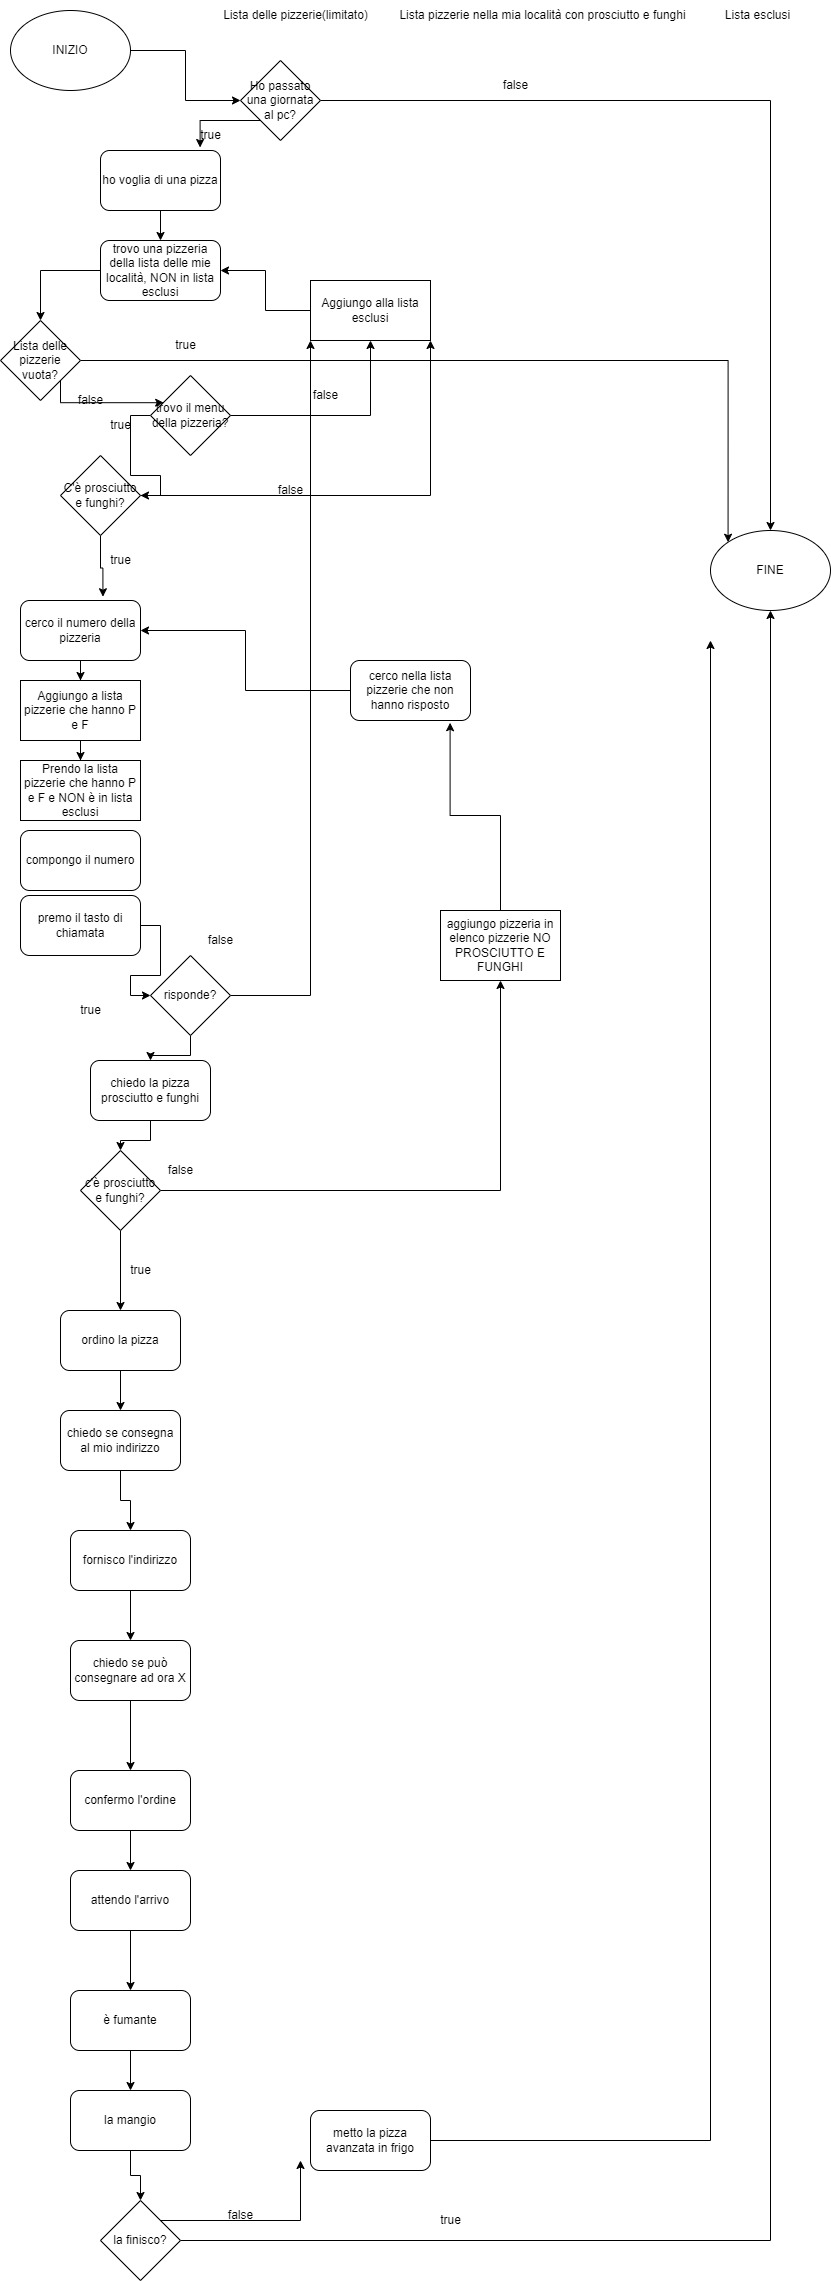 Lista delle pizzerie(limitato)
Lista pizzerie nella mia località con prosciutto e funghi
Lista esclusi
INIZIO
Ho passato
una giornata
al pc?
false
true
ho voglia di una pizza
trovo una pizzeria
della lista delle mie
località, NON in lista
esclusi
Aggiungo alla lista
esclusi
Lista delle
pizzerie
vuota?
true
false
trovo il menu
della pizzeria?
false
true
C'è prosciutto
e funghi?
false
true
FINE
cerco il numero della
pizzeria
cerco nella lista
pizzerie che non
hanno risposto
Aggiungo a lista
pizzerie che hanno P
e F
Prendo la lista
pizzerie che hanno P
e F e NON è in lista
esclusi
compongo il numero
premo il tasto di
chiamata
aggiungo pizzeria in
elenco pizzerie NO
PROSCIUTTO E
FUNGHI
false
risponde?
true
chiedo la pizza
prosciutto e funghi
c'è prosciutto
e funghi?
false
true
ordino la pizza
chiedo se consegna
al mio indirizzo
fornisco l'indirizzo
chiedo se può
consegnare ad ora X
confermo l'ordine
attendo l'arrivo
è fumante
la mangio
metto la pizza
avanzata in frigo
la finisco?
false
true